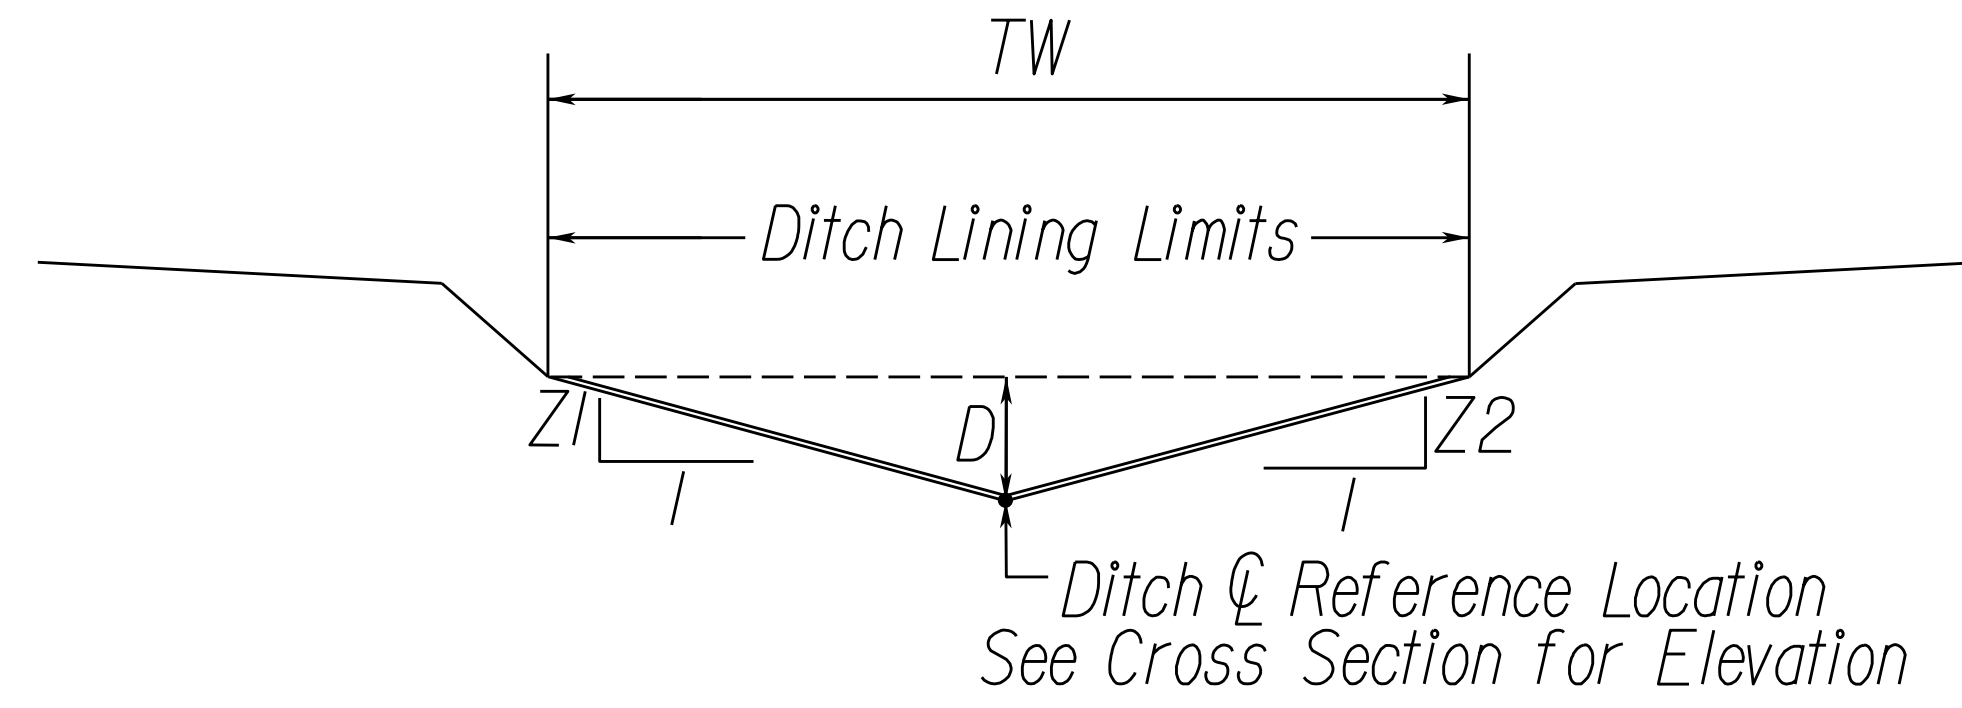 TW
Ditch Lining Limits
Z1
D
Z2
1
1
Ditch ℄ Reference Location
See Cross Section for Elevation